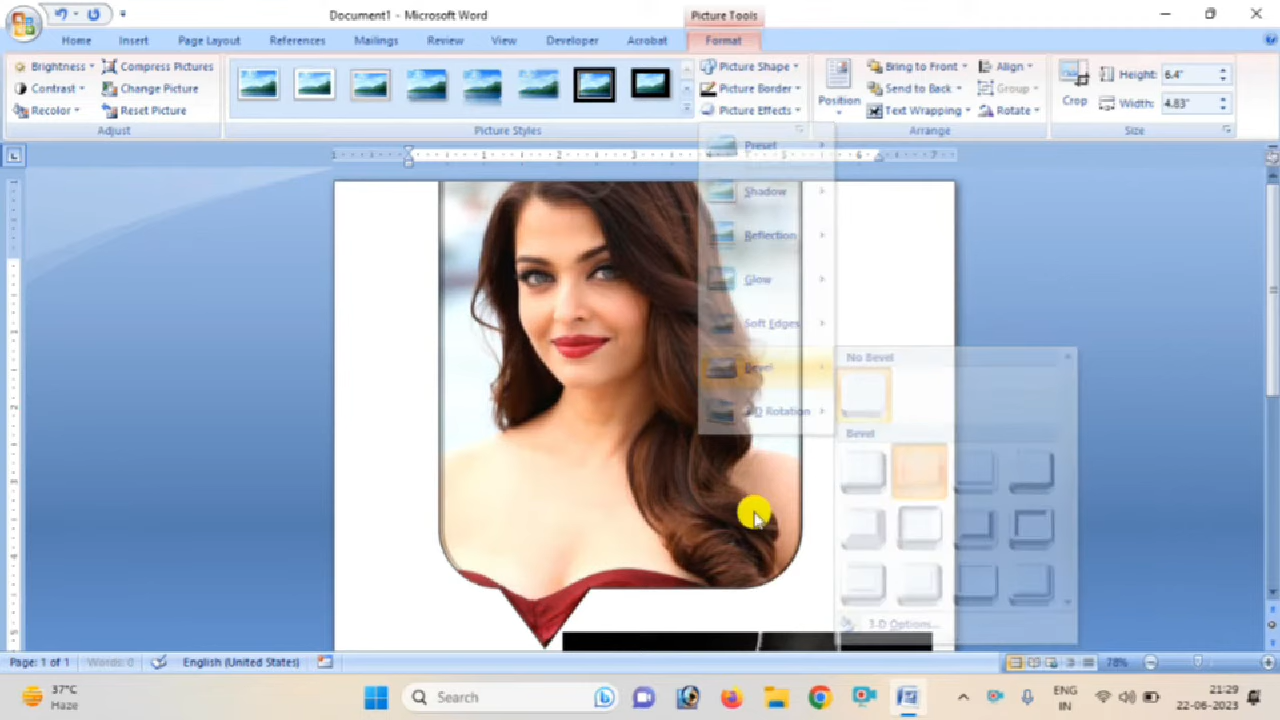 Document1 - Microsoft Word
Picture Tools
Home
Insert
Page Layout
References
Mailings
Review
View
Developer
Acrobat
Format
Brightness
Contrast
Recolor
Compress Pictures
Change Picture
Reset Picture
Adjust
Picture Styles
Picture Shape
Picture Border
Picture Effects
Position
Bring to Front
Send to Back
Text Wrapping
Align
Group
Rotate
Arrange
Crop
Height: 6.4"
Width: 4.83"
Size
Preset
Shadow
Reflection
Glow
Soft Edges
Bevel
3-D Rotation
No Bevel
Bevel
3-D Options...
Page: 1 of 1
Words: 0
English (United States)
78%
37°C
Haze
Search
ENG
IN
21:29
22-06-2023